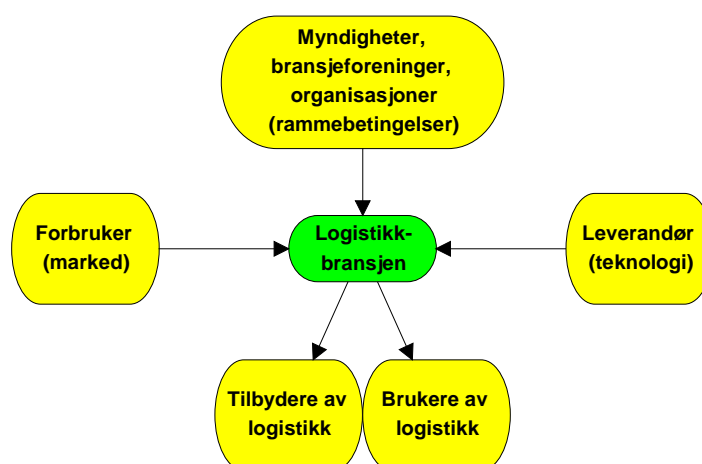 Myndigheter,
bransjeforeninger,
organisasjoner
(rammebetingelser)
Forbruker
(marked)
Logistikk-
bransjen
Leverandør
(teknologi)
Tilbydere av
logistikk
Brukere av
logistikk